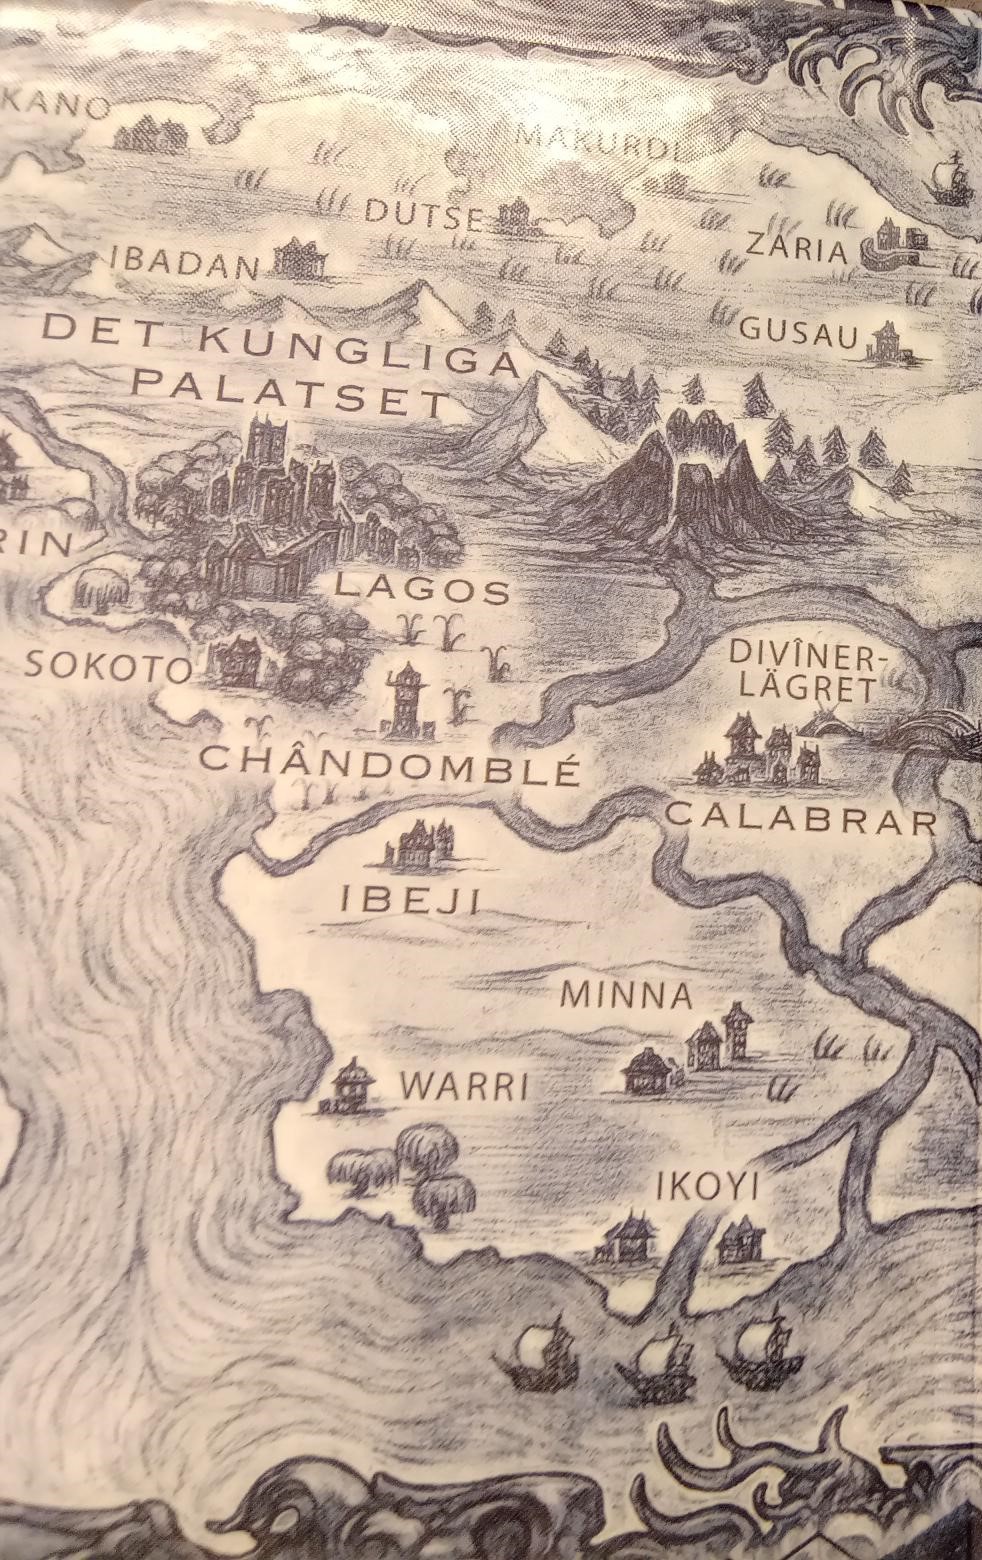 KANO
MAKURDI
DUTSE
ZARIA
IBADAN
GUSAU
DET KUNGLIGA
PALATSET
RIN
LAGOS
DIVÎNER-
LÄGRET
SOKOTO
CHÂNDOMBLÉ
CALABRAR
IBEJI
MINNA
WARRI
IKOYI